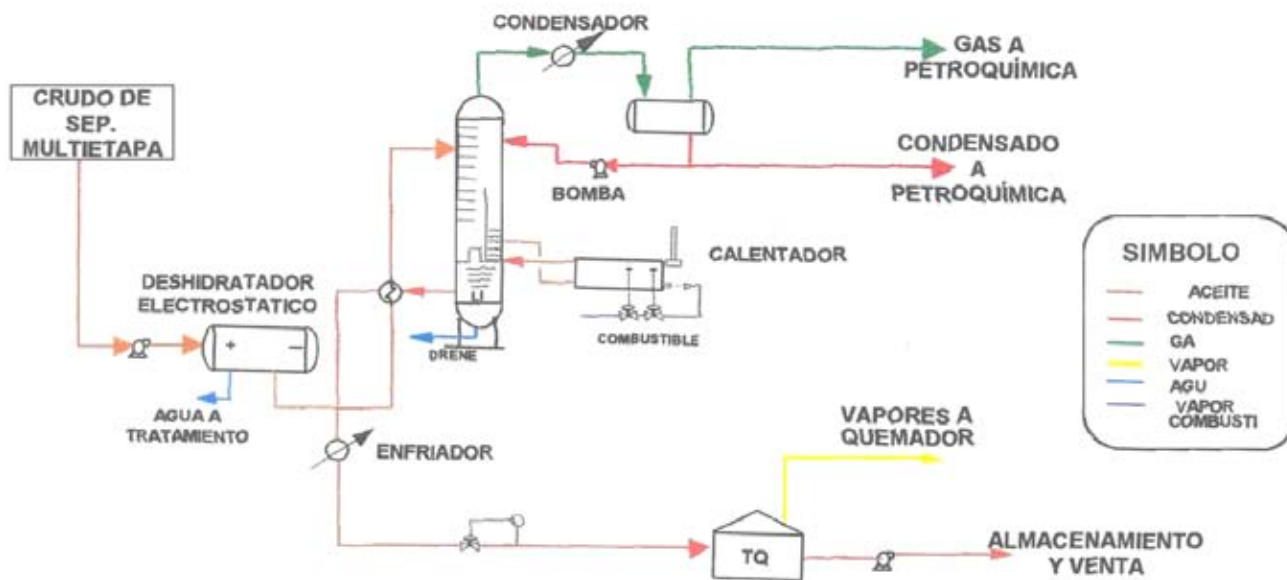 CONDENSADOR
GAS A
PETROQUÍMICA
CRUDO DE
SEP.
MULTIETAPA
CONDENSADO
A
PETROQUÍMICA
BOMBA
CALENTADOR
DESHIDRATADOR
ELECTROSTATICO
+ −
COMBUSTIBLE
DRENE
AGUA A
TRATAMIENTO
ENFRIADOR
SIMBOLO
ACEITE
CONDENSAD
GA
VAPOR
AGU
VAPOR
COMBUSTI
VAPORES A
QUEMADOR
TQ
ALMACENAMIENTO
Y VENTA